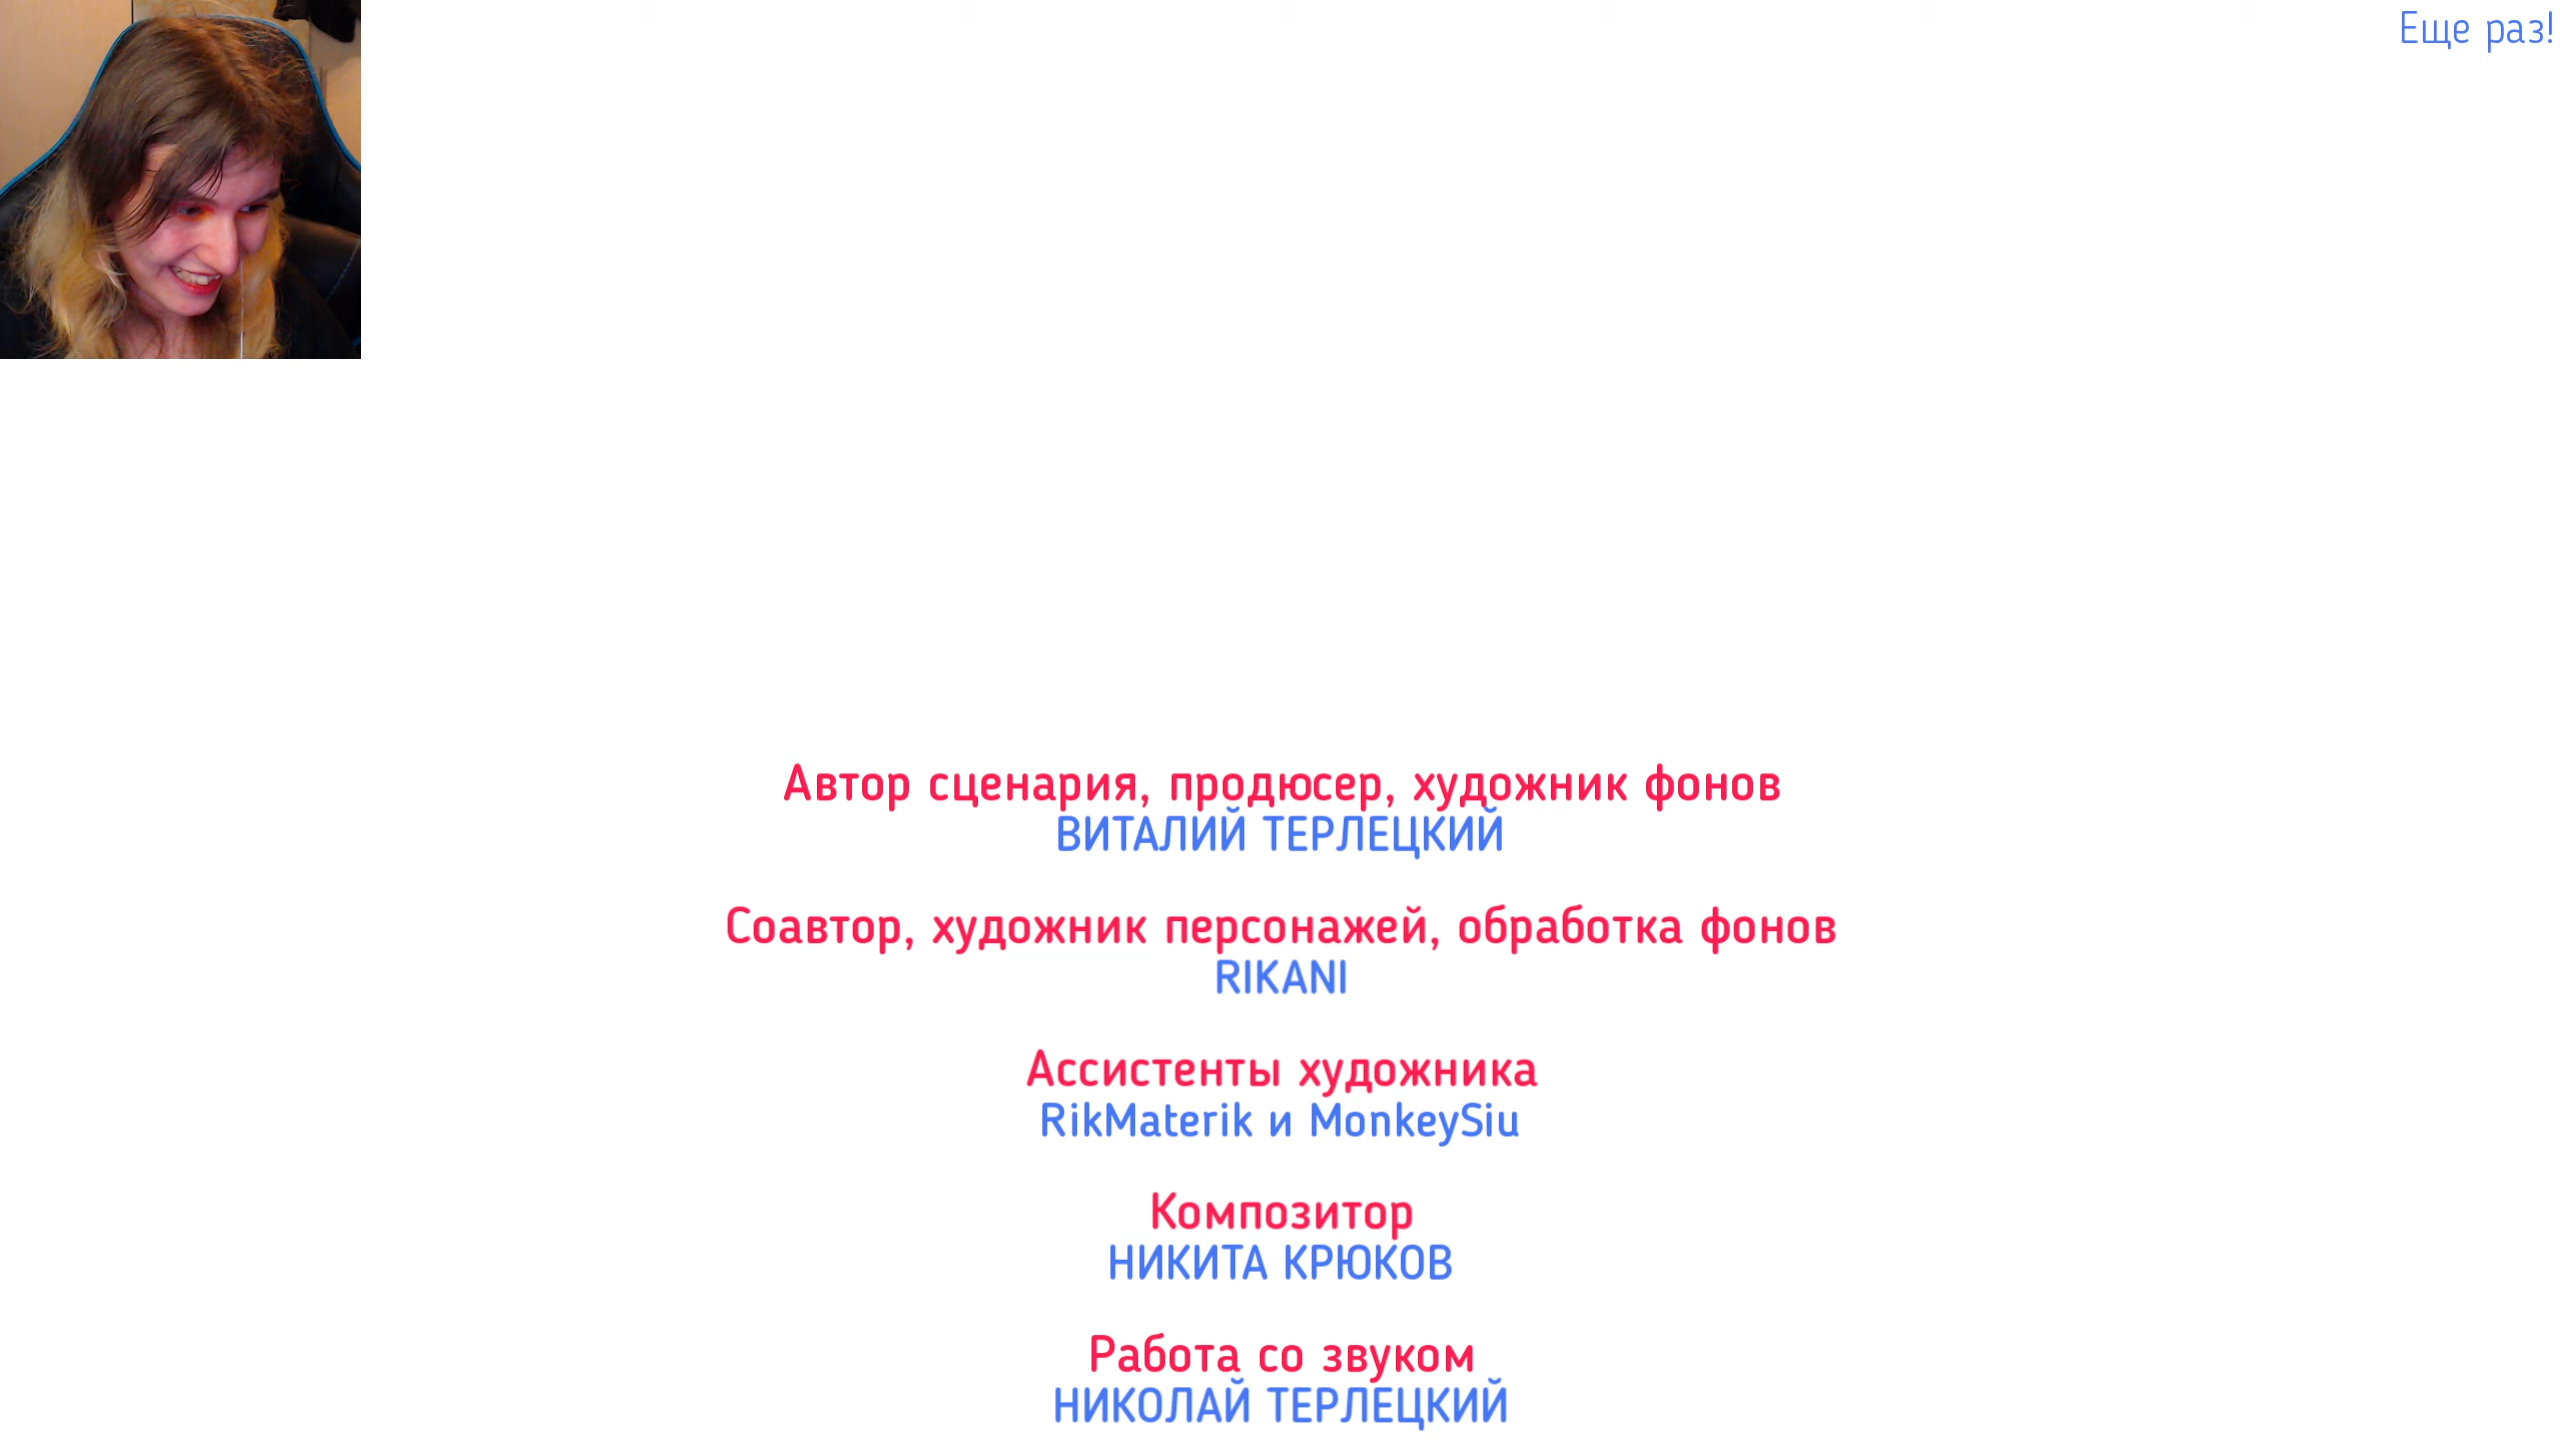 Еще раз!
Автор сценария, продюсер, художник фонов
ВИТАЛИЙ ТЕРЛЕЦКИЙ
Соавтор, художник персонажей, обработка фонов
RIKANI
Ассистенты художника
RikMaterik и MonkeySiu
Композитор
НИКИТА КРЮКОВ
Работа со звуком
НИКОЛАЙ ТЕРЛЕЦКИЙ